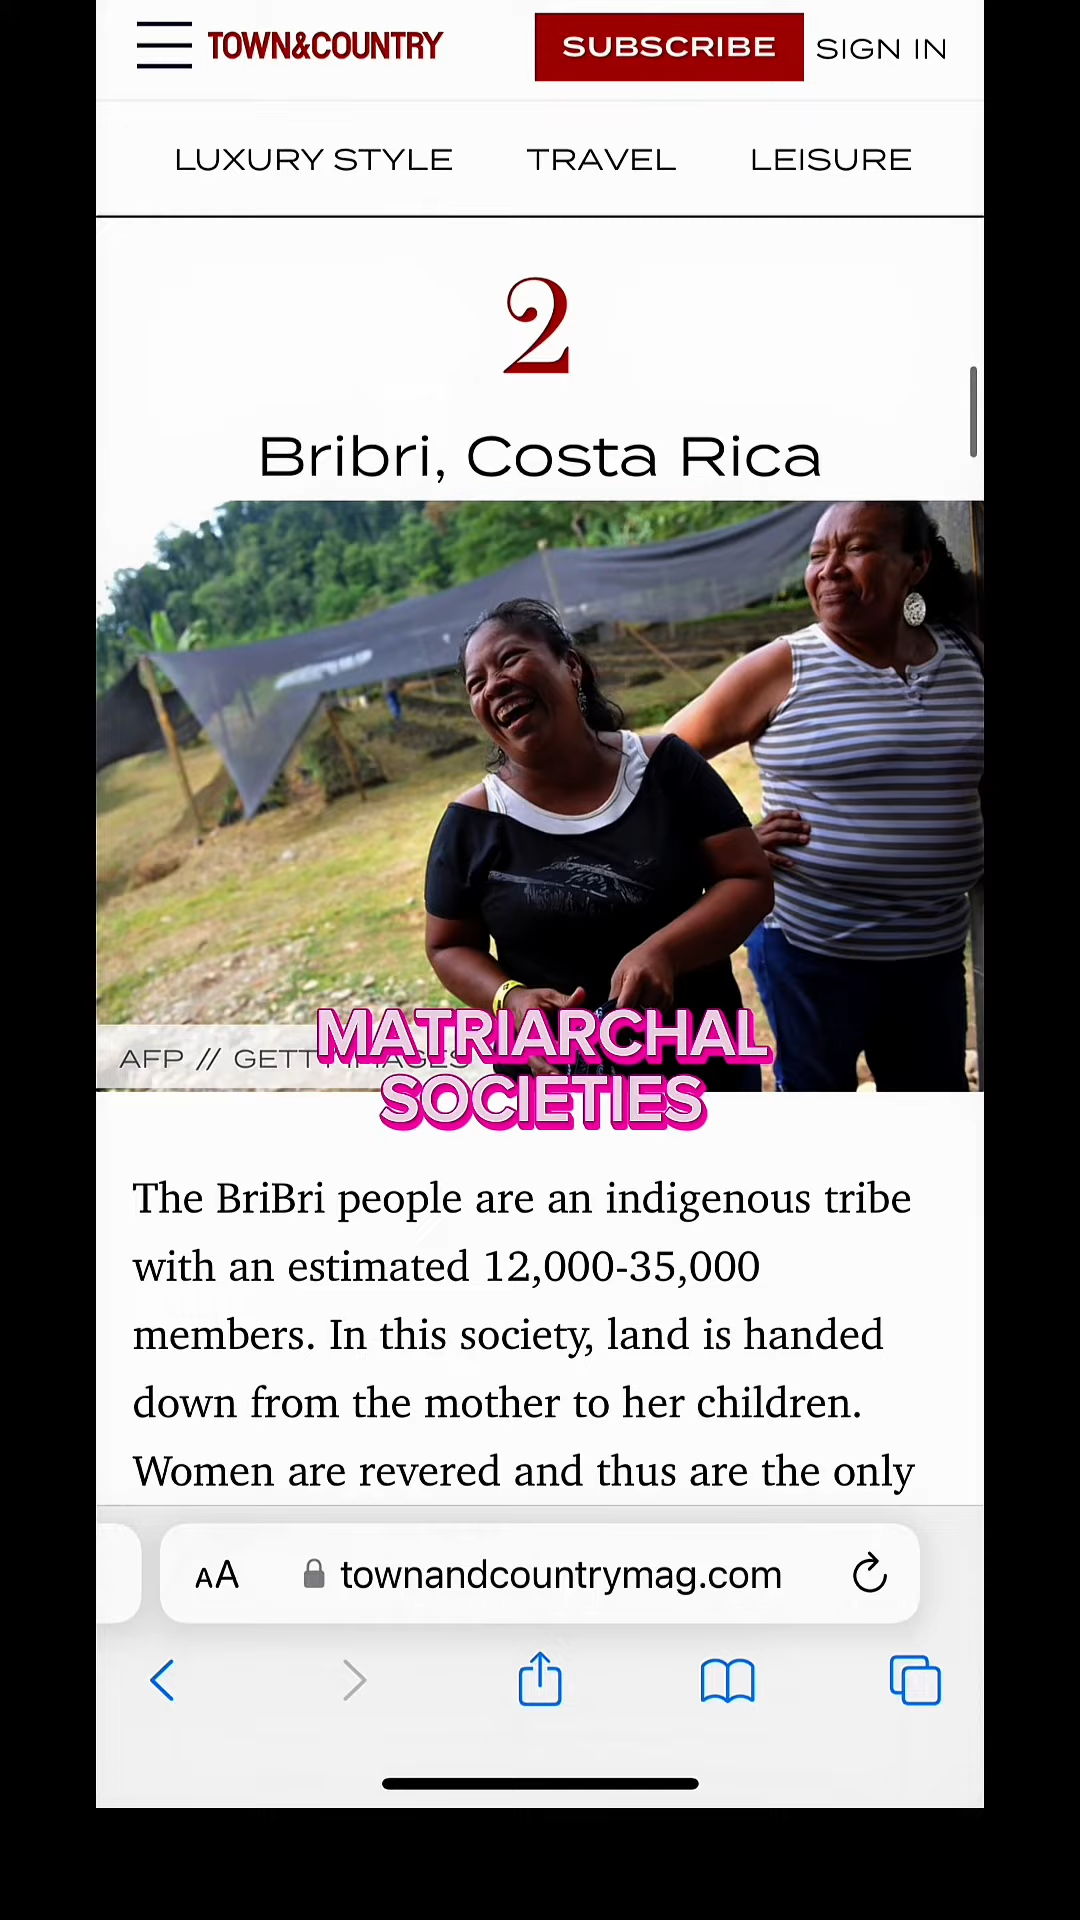 TOWN&COUNTRY
SUBSCRIBE
SIGN IN
LUXURY STYLE
TRAVEL
LEISURE
2
Bribri, Costa Rica
AFP // GETTY IMAGES
MATRIARCHAL
SOCIETIES
The BriBri people are an indigenous tribe
with an estimated 12,000-35,000
members. In this society, land is handed
down from the mother to her children.
Women are revered and thus are the only
AA
townandcountrymag.com